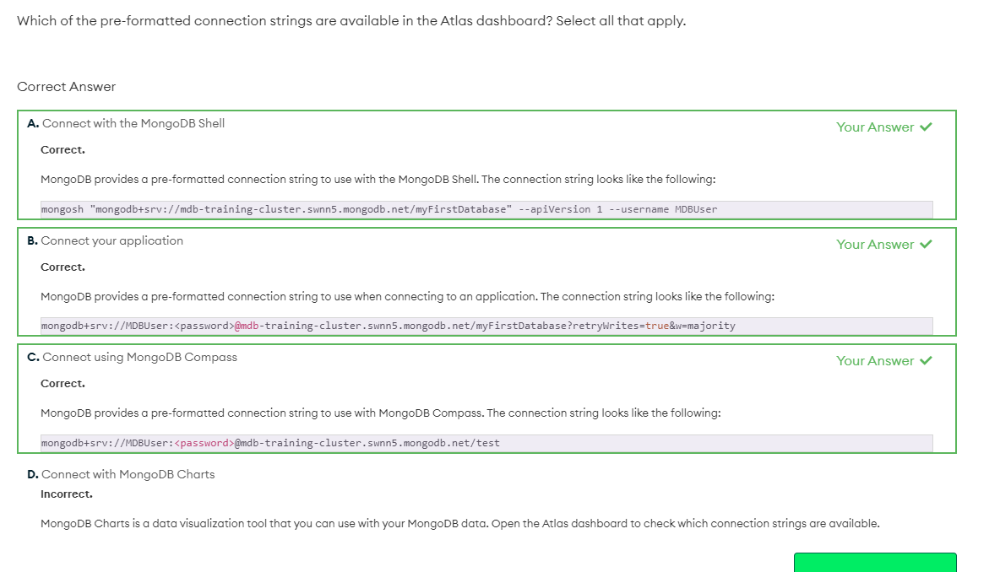 Which of the pre-formatted connection strings are available in the Atlas dashboard? Select all that apply.
Correct Answer
A. Connect with the MongoDB Shell
Your Answer ✓
Correct.
MongoDB provides a pre-formatted connection string to use with the MongoDB Shell. The connection string looks like the following:
mongosh "mongodb+srv://mdb-training-cluster.swnn5.mongodb.net/myFirstDatabase" --apiVersion 1 --username MDBUser
B. Connect your application
Your Answer ✓
Correct.
MongoDB provides a pre-formatted connection string to use when connecting to an application. The connection string looks like the following:
mongodb+srv://MDBUser:<password>@mdb-training-cluster.swnn5.mongodb.net/myFirstDatabase?retryWrites=true&w=majority
C. Connect using MongoDB Compass
Your Answer ✓
Correct.
MongoDB provides a pre-formatted connection string to use with MongoDB Compass. The connection string looks like the following:
mongodb+srv://MDBUser:<password>@mdb-training-cluster.swnn5.mongodb.net/test
D. Connect with MongoDB Charts
Incorrect.
MongoDB Charts is a data visualization tool that you can use with your MongoDB data. Open the Atlas dashboard to check which connection strings are available.